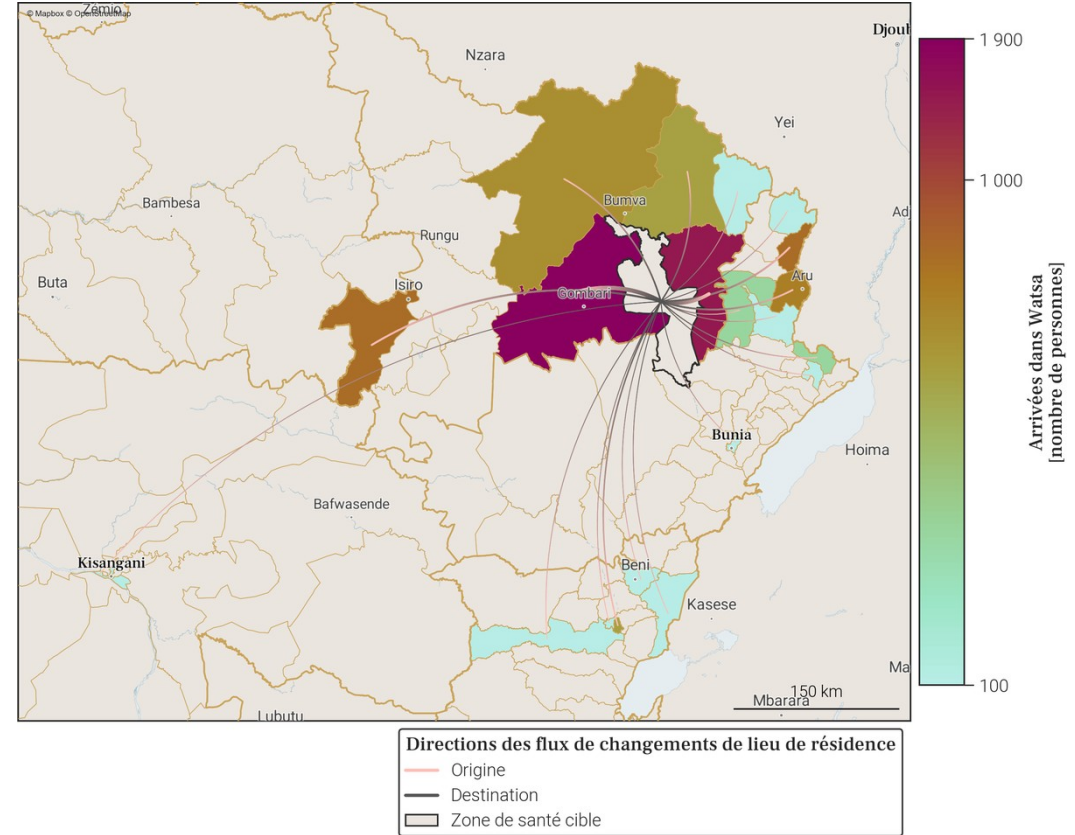 Zémio
© Mapbox © OpenStreetMap
Djoub
Nzara
Yei
Bambesa
Bumva
Ad
Rungu
Buta
Isiro
Gombari
Aru
Bunia
Hoima
Bafwasende
Kisangani
Beni
Kasese
Ma
150 km
Mbarara
Lubutu
1 900
1 000
100
Arrivées dans Watsa
[nombre de personnes]
Directions des flux de changements de lieu de résidence
Origine
Destination
Zone de santé cible